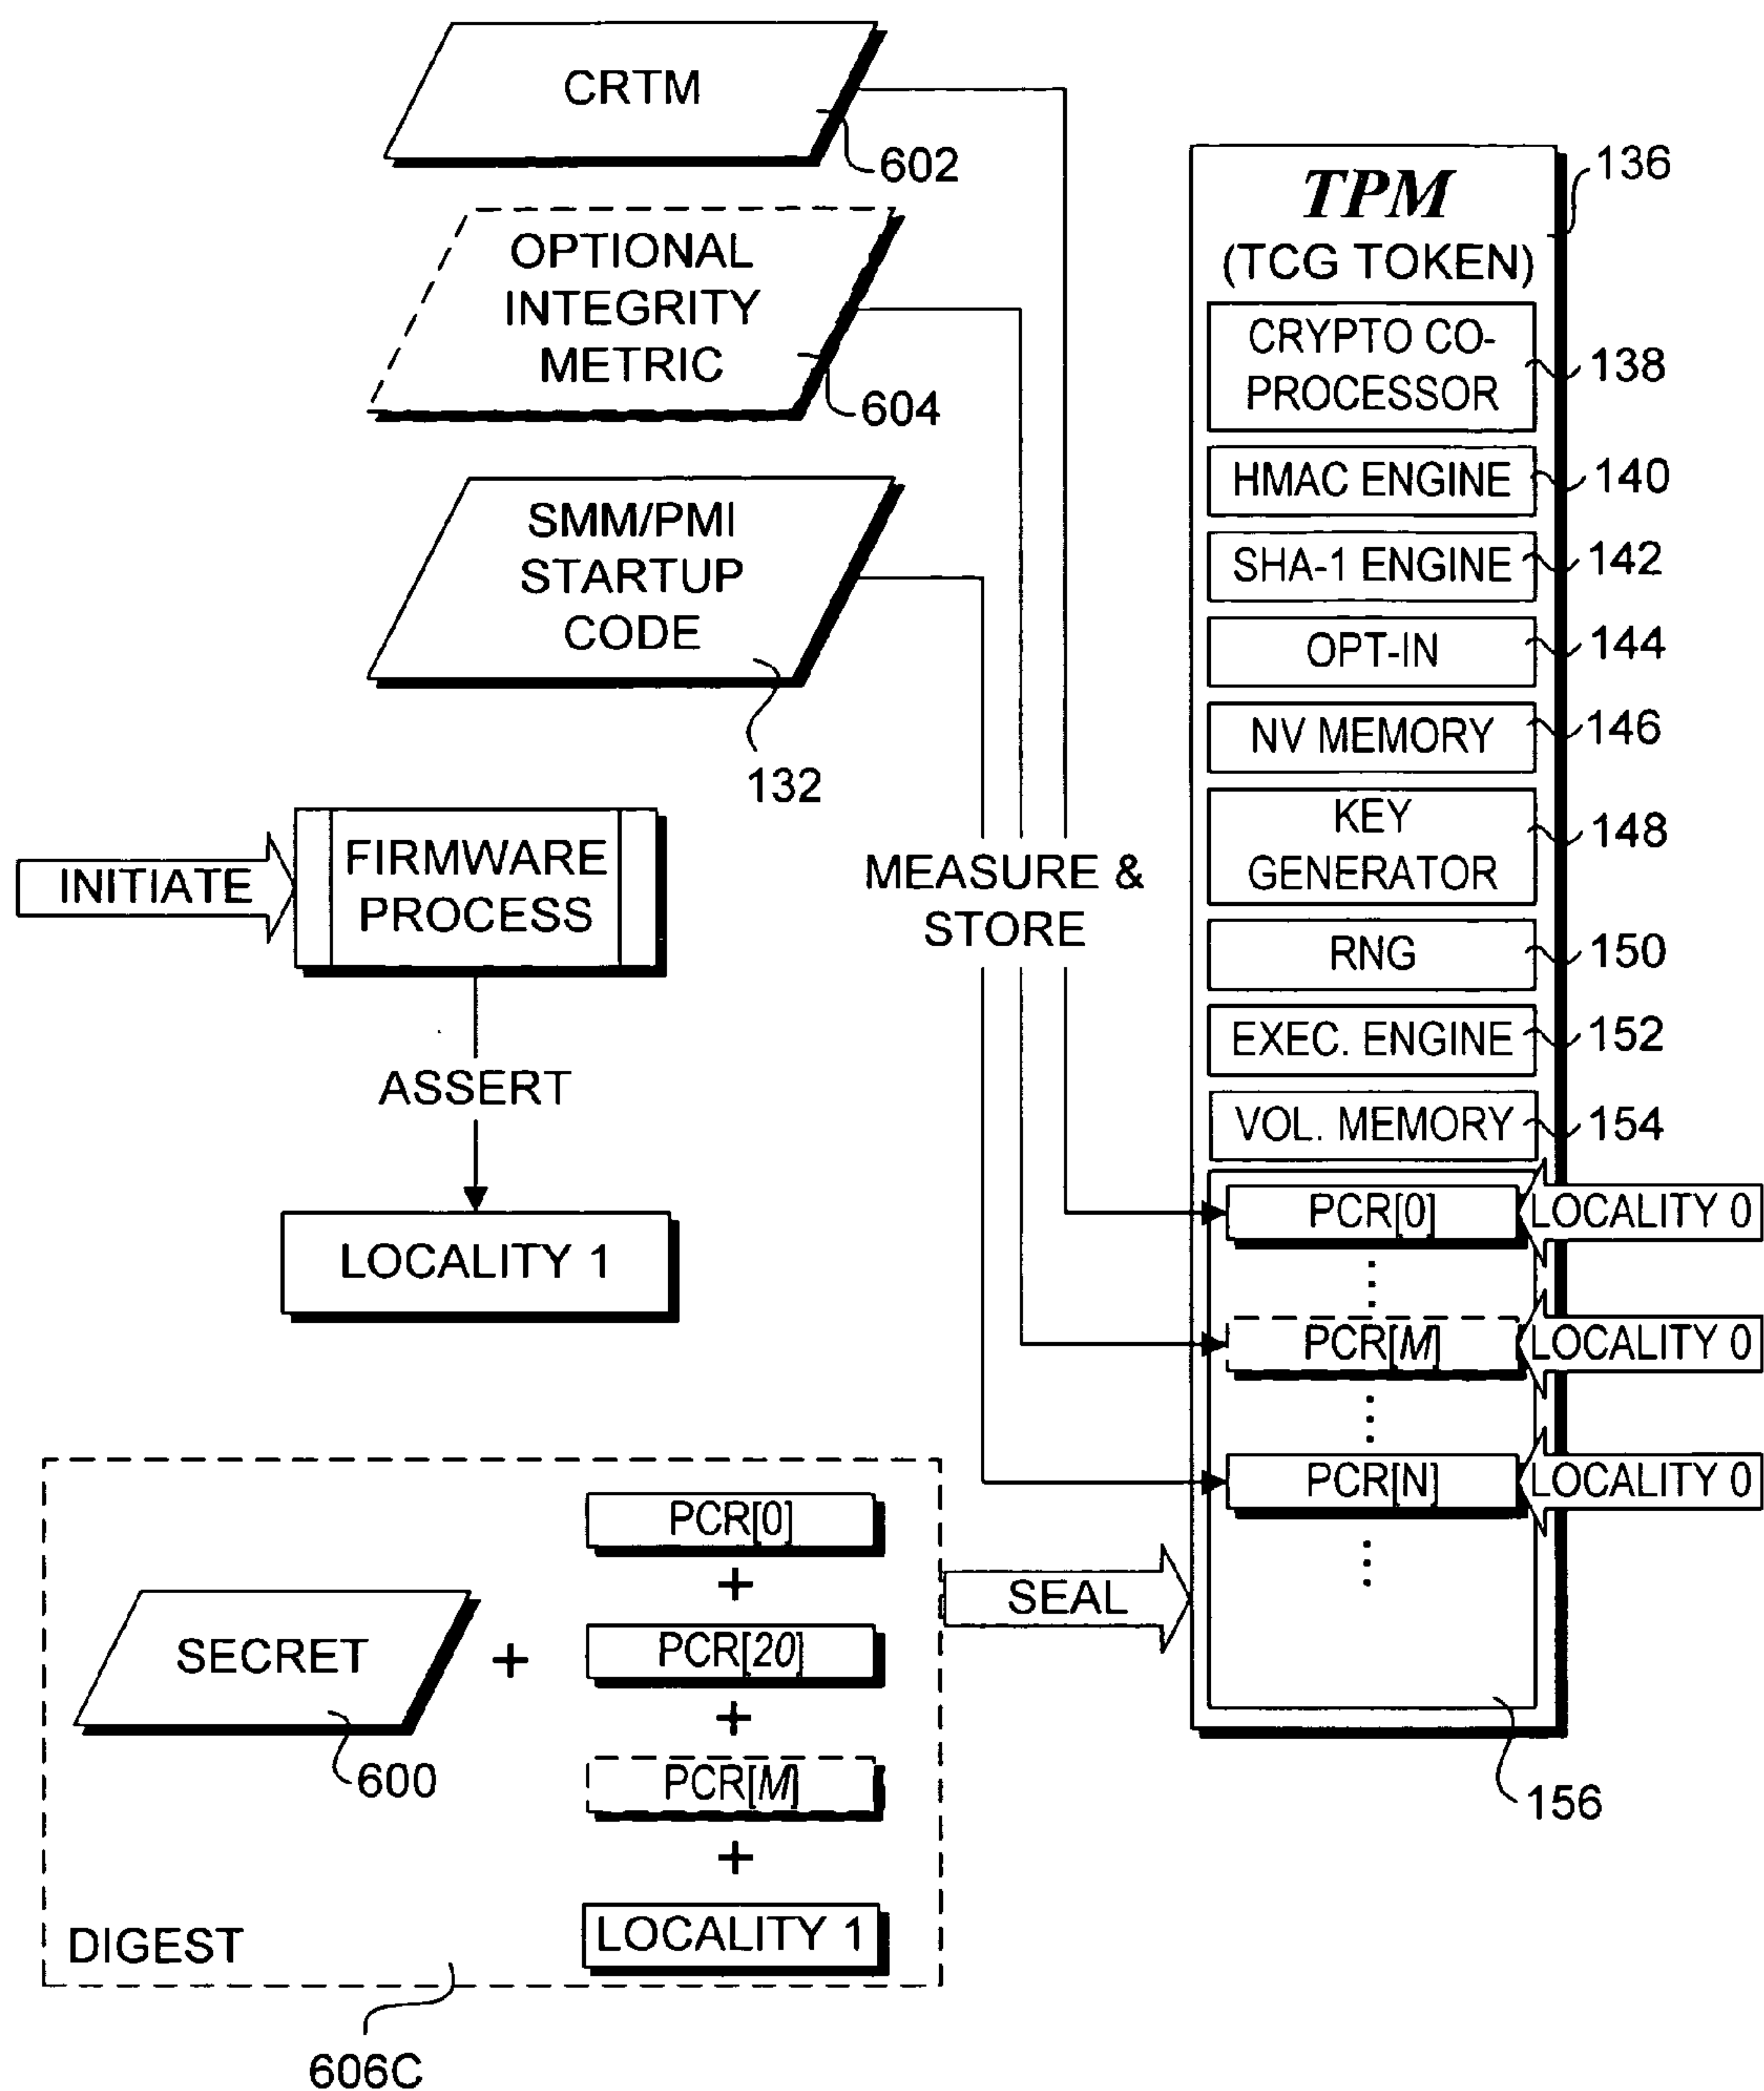 CRTM
602
OPTIONAL
INTEGRITY
METRIC
604
SMM/PMI
STARTUP
CODE
132
INITIATE
FIRMWARE
PROCESS
ASSERT
LOCALITY 1
MEASURE &
STORE
TPM
(TCG TOKEN)
136
CRYPTO CO-
PROCESSOR
138
HMAC ENGINE
140
SHA-1 ENGINE
142
OPT-IN
144
NV MEMORY
146
KEY
GENERATOR
148
RNG
150
EXEC. ENGINE
152
VOL. MEMORY
154
PCR[0]
LOCALITY 0
PCR[M]
LOCALITY 0
PCR[N]
LOCALITY 0
156
SECRET
600
+
PCR[0]
+
PCR[20]
+
PCR[M]
+
LOCALITY 1
DIGEST
606C
SEAL